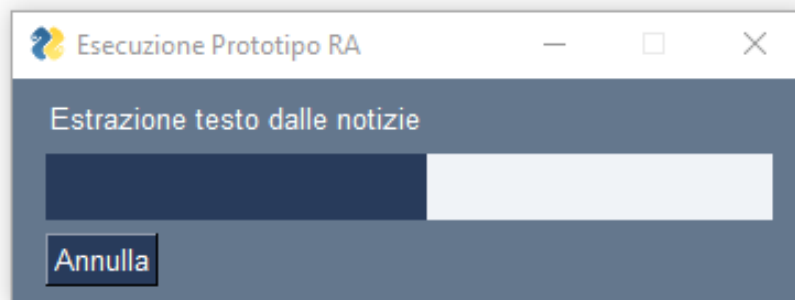 Esecuzione Prototipo RA
Estrazione testo dalle notizie
Annulla